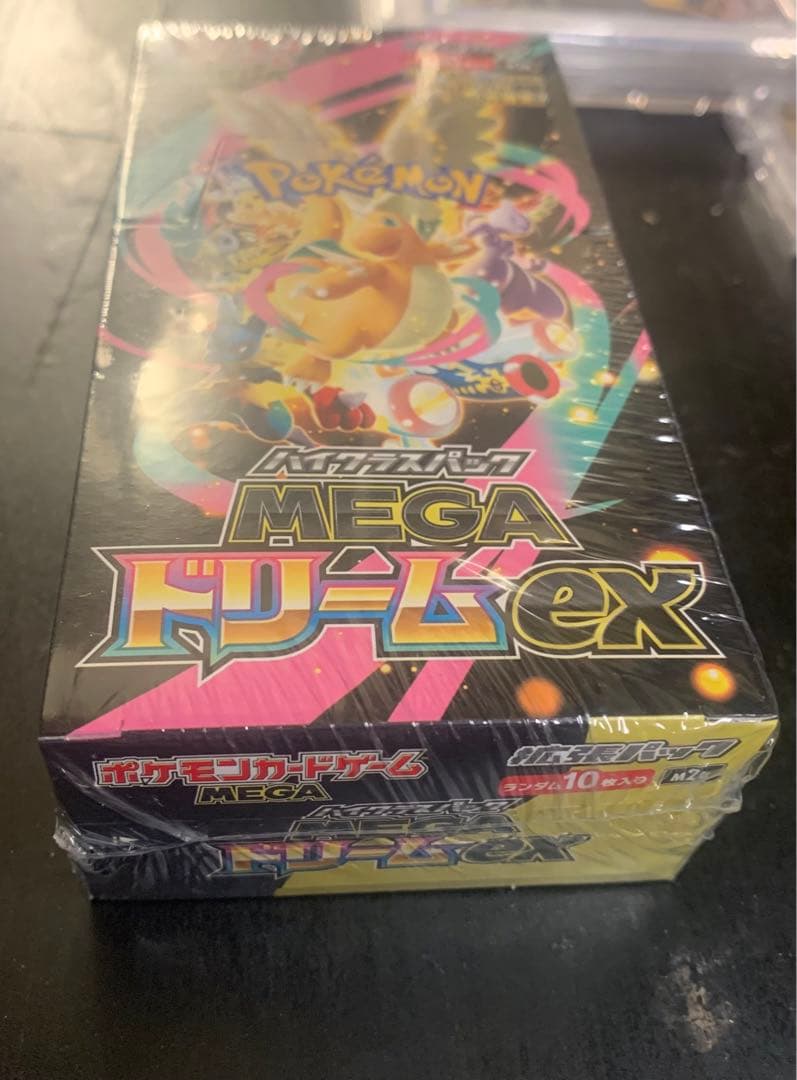 POKÉMON
ハイクラスパック
MEGA
ドリームex
ポケモンカードゲーム
MEGA
拡張パック
ランダム10枚入り
ハイクラスパック
MEGA
ドリームex